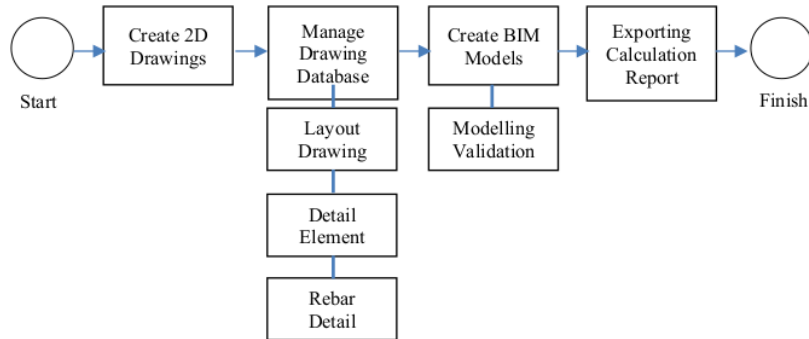 Start
Create 2D
Drawings
Manage
Drawing
Database
Layout
Drawing
Detail
Element
Rebar
Detail
Create BIM
Models
Modelling
Validation
Exporting
Calculation
Report
Finish